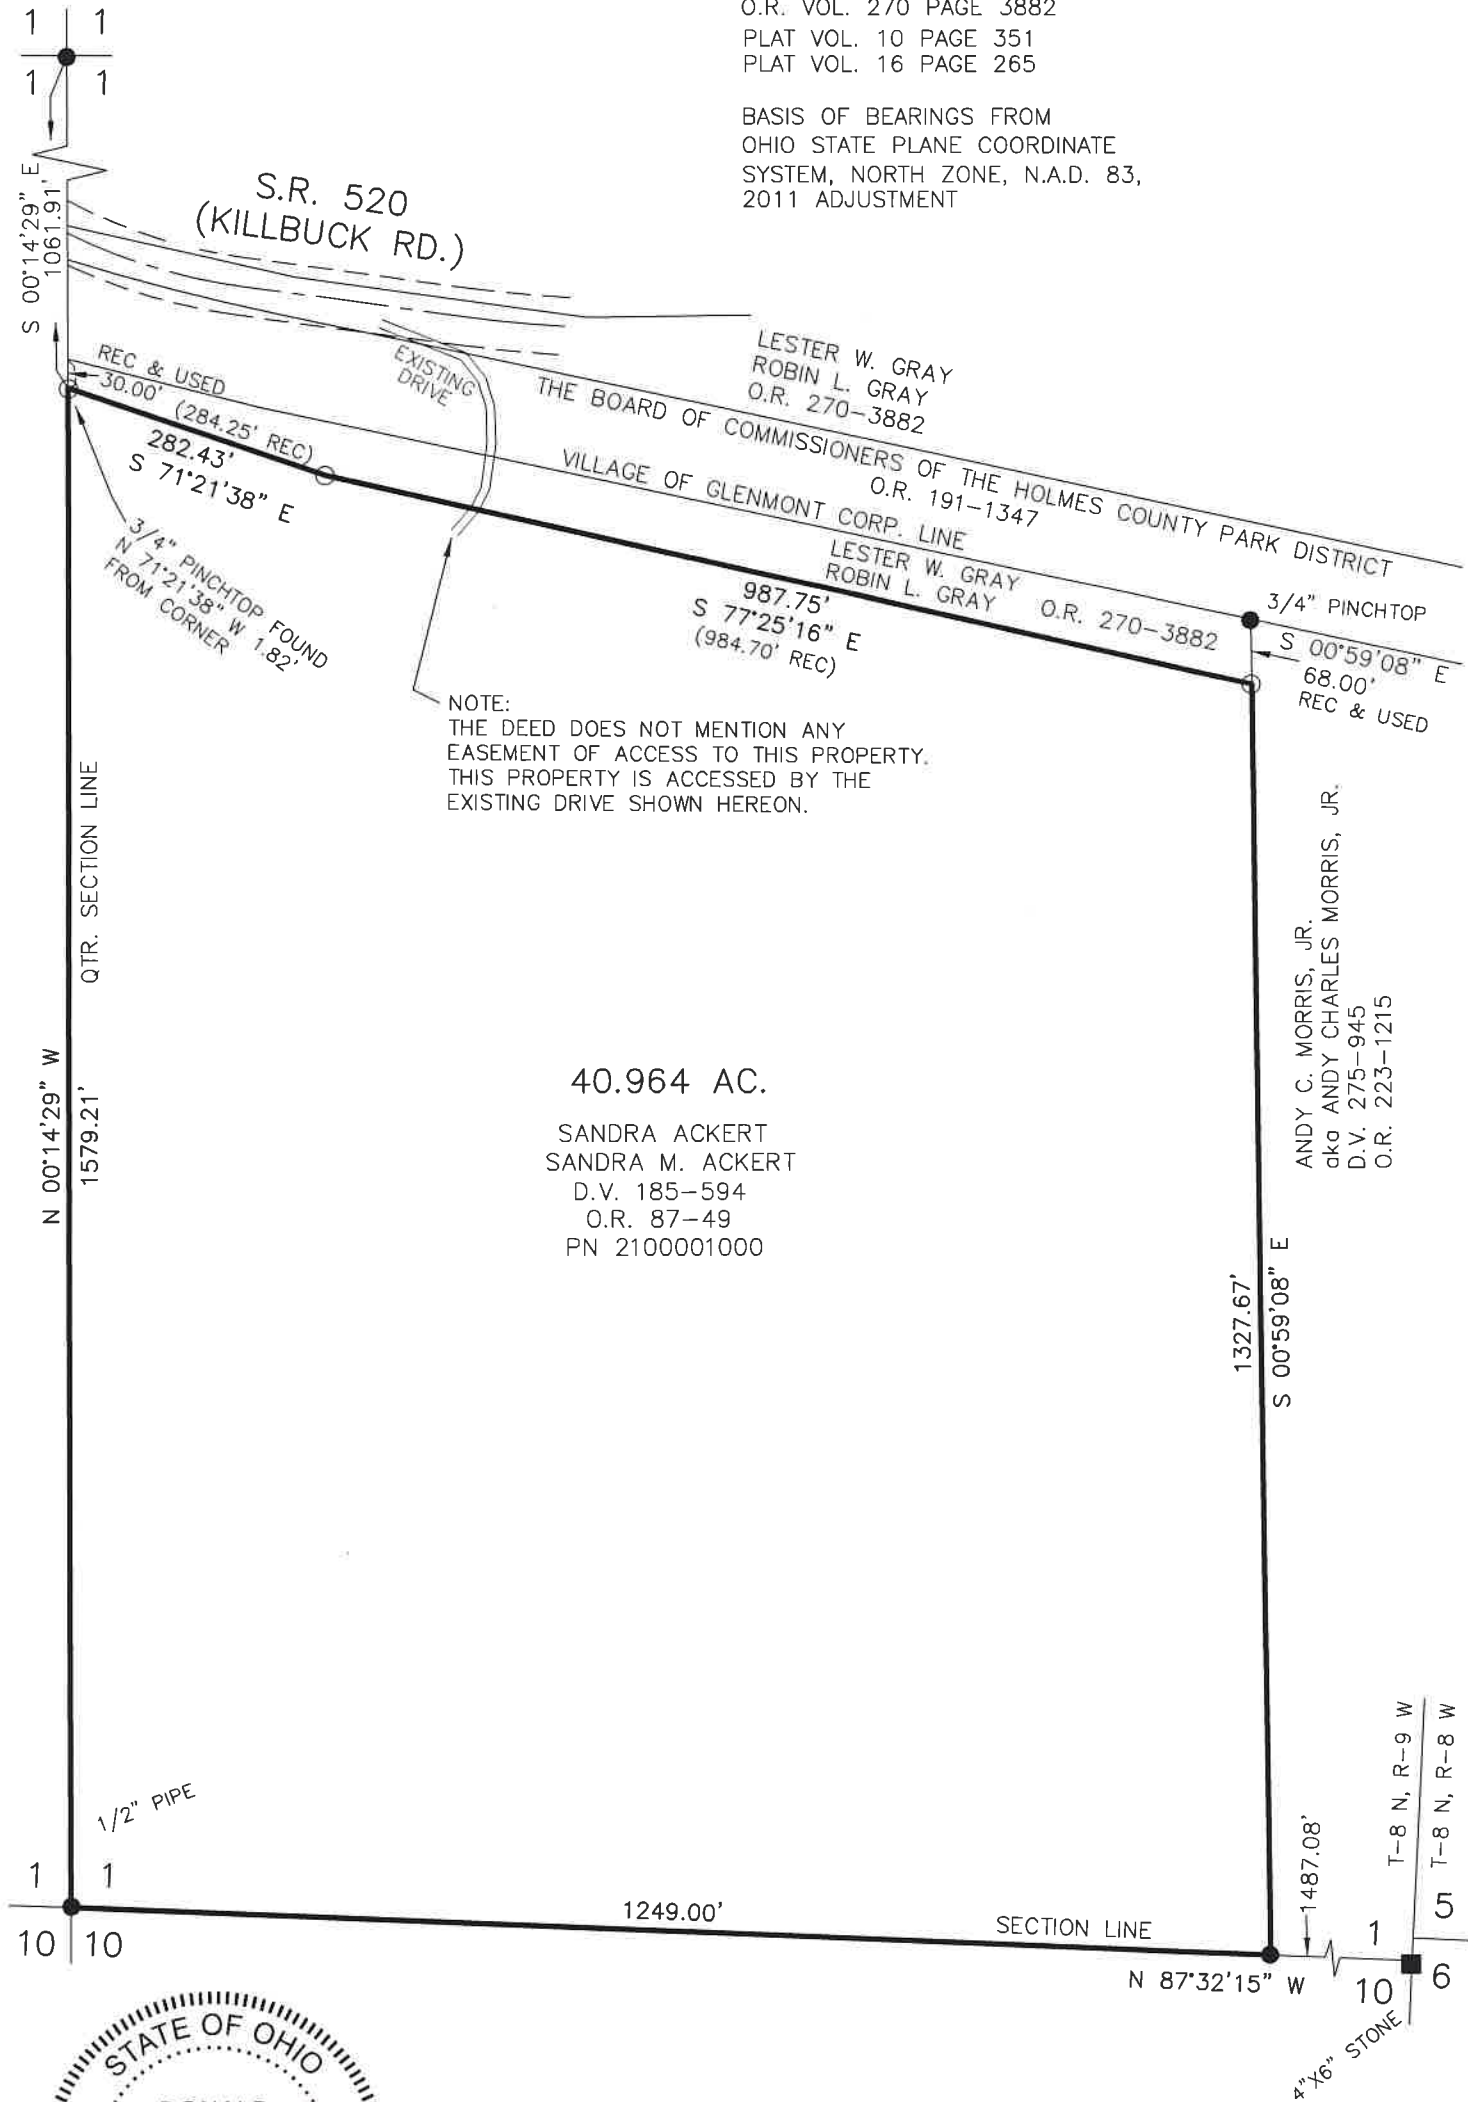 O.R. VOL. 270 PAGE 3882
PLAT VOL. 10 PAGE 351
PLAT VOL. 16 PAGE 265
BASIS OF BEARINGS FROM
OHIO STATE PLANE COORDINATE
SYSTEM, NORTH ZONE, N.A.D. 83,
2011 ADJUSTMENT
1 1
1 1
S 00°14'29" E
1061.91'
S.R. 520
(KILLBUCK RD.)
LESTER W. GRAY
ROBIN L. GRAY
O.R. 270-3882
EXISTING
DRIVE
THE BOARD OF COMMISSIONERS OF THE HOLMES COUNTY PARK DISTRICT
O.R. 191-1347
REC & USED
30.00' (284.25' REC)
282.43'
S 71°21'38" E
VILLAGE OF GLENMONT CORP. LINE
LESTER W. GRAY
ROBIN L. GRAY
O.R. 270-3882
987.75'
S 77°25'16" E
(984.70' REC)
3/4" PINCHTOP
S 00°59'08" E
68.00'
REC & USED
3/4" PINCHTOP FOUND
N 71°21'38" W 1.82'
FROM CORNER
NOTE:
THE DEED DOES NOT MENTION ANY
EASEMENT OF ACCESS TO THIS PROPERTY.
THIS PROPERTY IS ACCESSED BY THE
EXISTING DRIVE SHOWN HEREON.
QTR. SECTION LINE
N 00°14'29" W
1579.21'
40.964 AC.
SANDRA ACKERT
SANDRA M. ACKERT
D.V. 185-594
O.R. 87-49
PN 2100001000
ANDY C. MORRIS, JR.
aka ANDY CHARLES MORRIS, JR.
D.V. 275-945
O.R. 223-1215
1327.67'
S 00°59'08" E
1/2" PIPE
1 1
10 10
1249.00'
SECTION LINE
N 87°32'15" W
1487.08'
T-8 N, R-9 W
T-8 N, R-8 W
1 5
10 6
4"X6" STONE
STATE OF OHIO